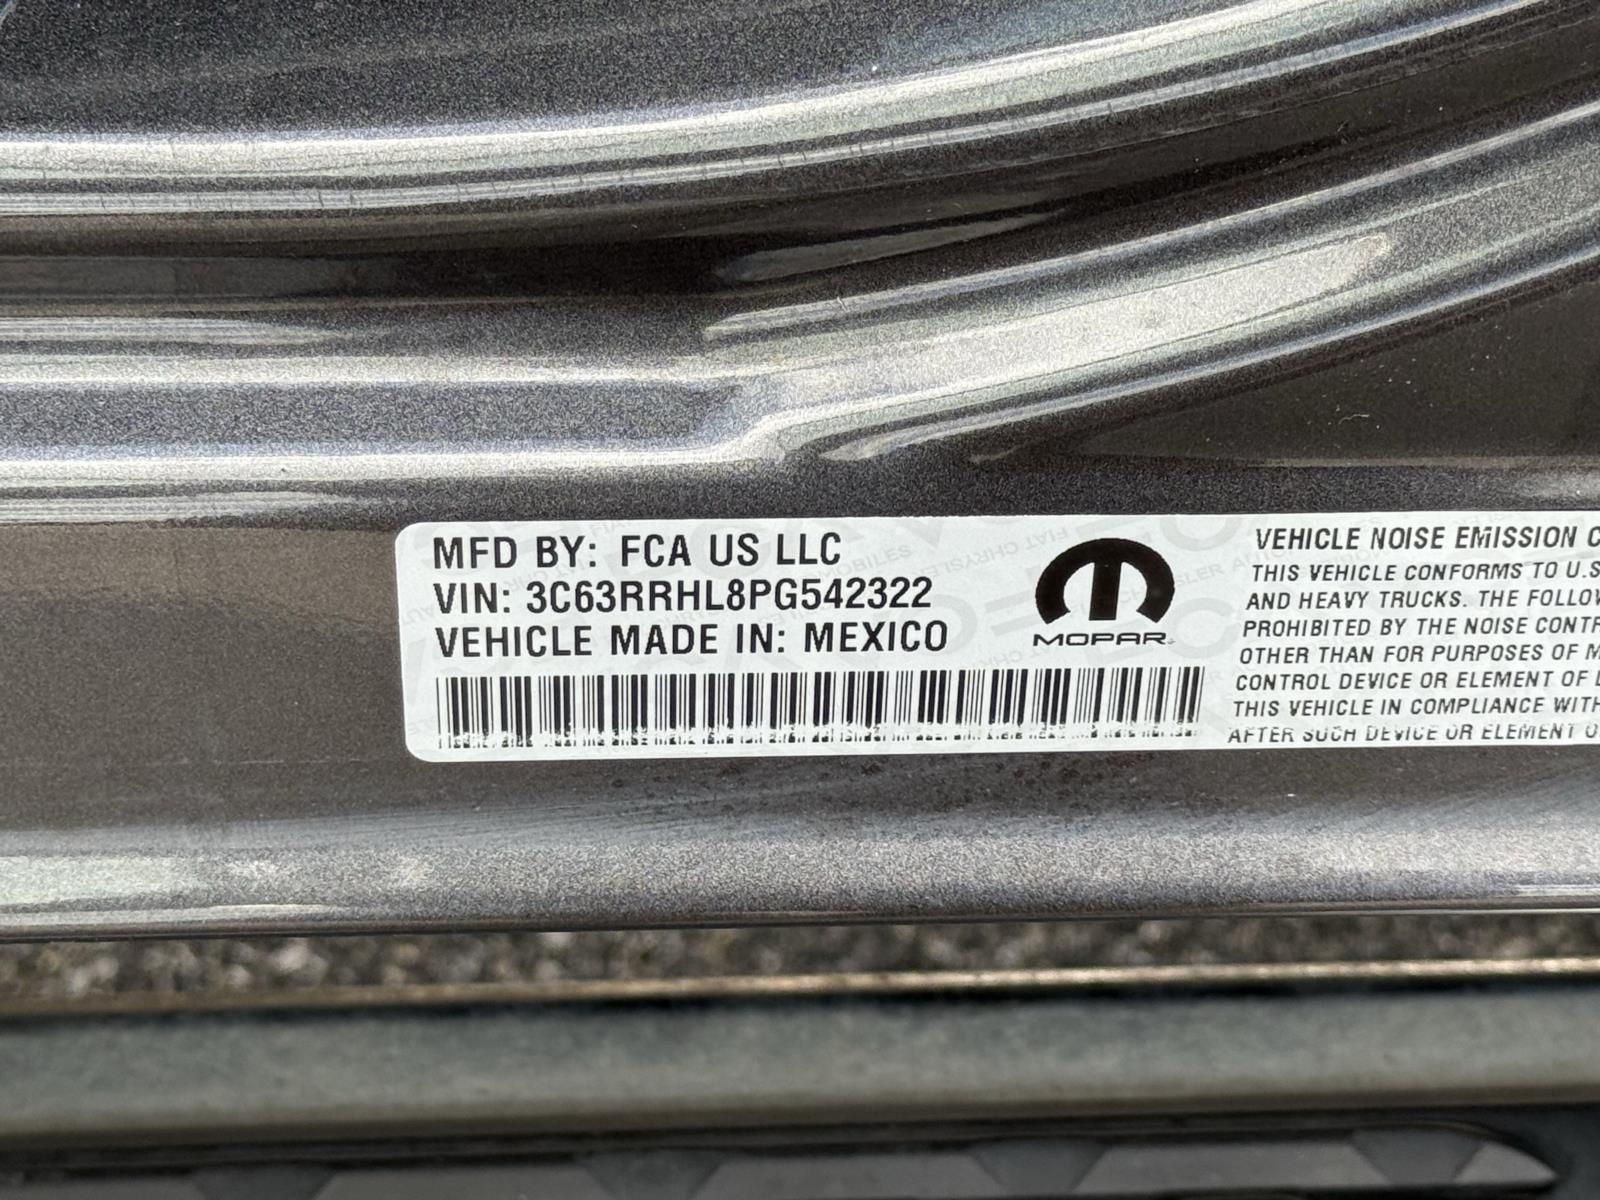 MFD BY: FCA US LLC
VIN: 3C63RRHL8PG542322
VEHICLE MADE IN: MEXICO
MOPAR
VEHICLE NOISE EMISSION C
THIS VEHICLE CONFORMS TO U.S
AND HEAVY TRUCKS. THE FOLLOW
PROHIBITED BY THE NOISE CONTR
OTHER THAN FOR PURPOSES OF M
CONTROL DEVICE OR ELEMENT OF
THIS VEHICLE IN COMPLIANCE WITH
AFTER SUCH DEVICE OR ELEMENT O